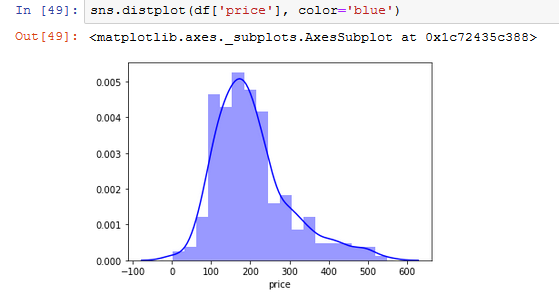 In [49]: sns.distplot(df['price'], color='blue')
Out[49]: <matplotlib.axes._subplots.AxesSubplot at 0x1c72435c388>
0.005
0.004
0.003
0.002
0.001
0.000
−100 0 100 200 300 400 500 600
price